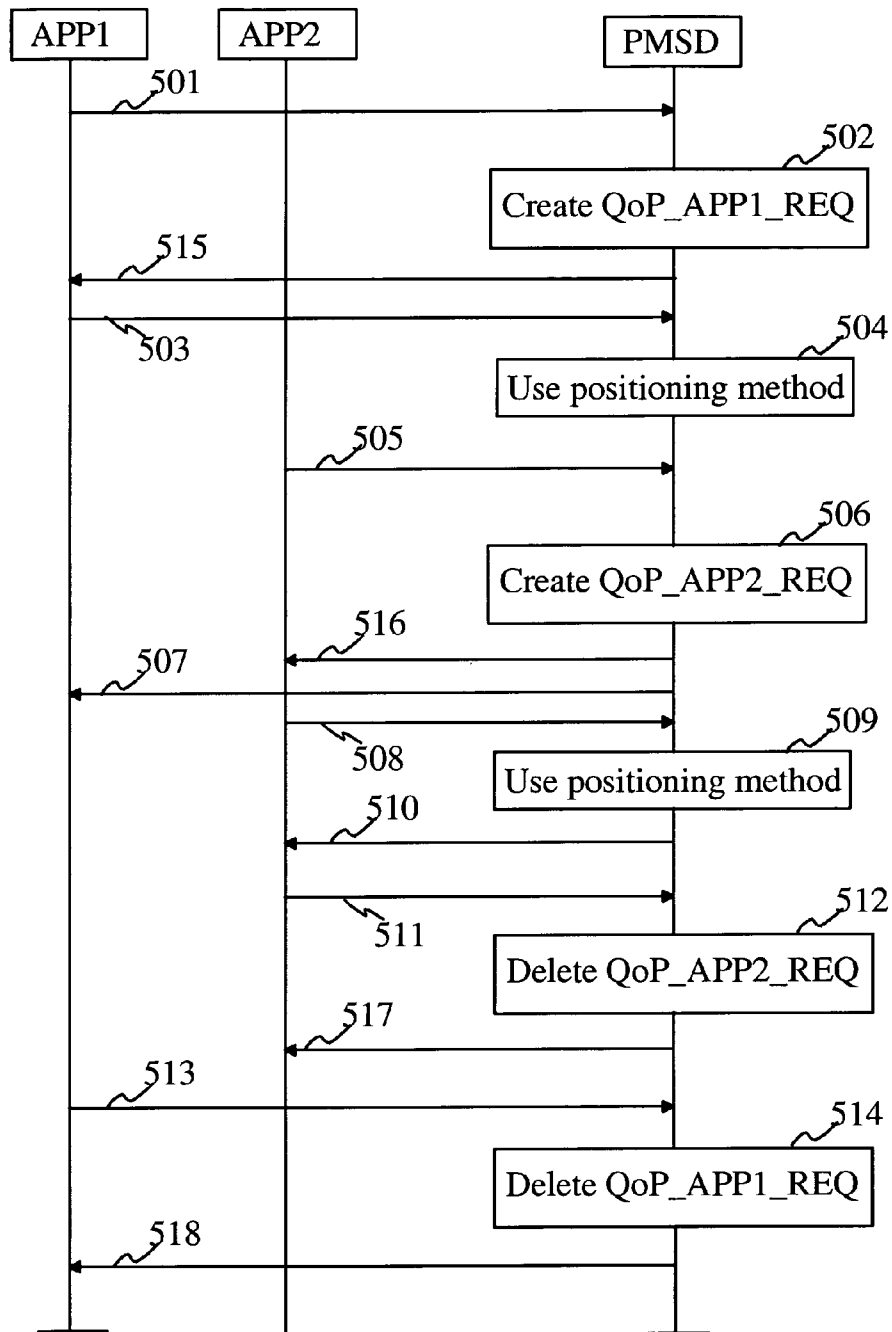 APP1 APP2 PMSD
501
502
Create QoP_APP1_REQ
515
503
504
Use positioning method
505
506
Create QoP_APP2_REQ
516
507
508
509
Use positioning method
510
511
512
Delete QoP_APP2_REQ
517
513
514
Delete QoP_APP1_REQ
518